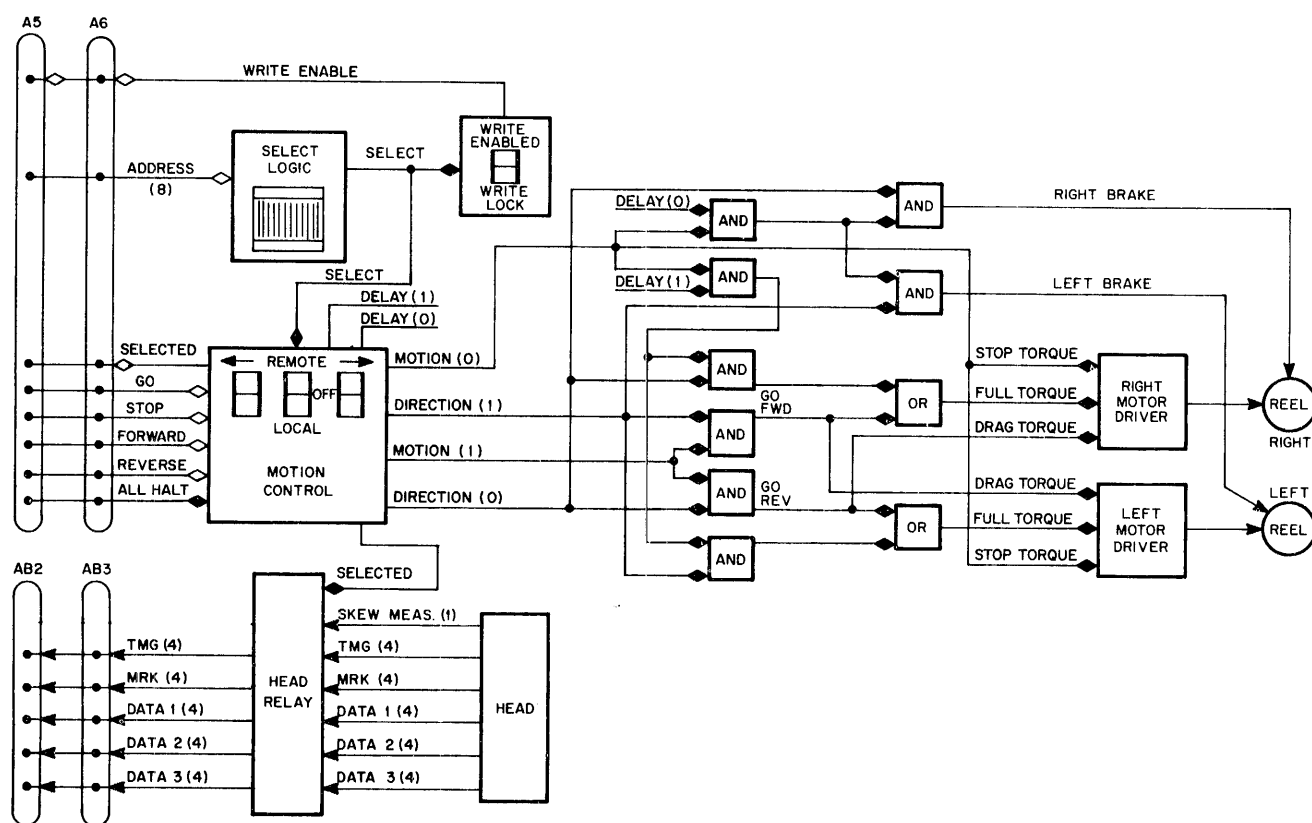 A5
A6
WRITE ENABLE
ADDRESS
(8)
SELECT
LOGIC
SELECT
WRITE
ENABLED
WRITE
LOCK
SELECT
DELAY (1)
DELAY (0)
SELECTED
GO
STOP
FORWARD
REVERSE
ALL HALT
REMOTE
OFF
LOCAL
MOTION
CONTROL
MOTION (0)
DIRECTION (1)
MOTION (1)
DIRECTION (0)
DELAY (0)
AND
DELAY (1)
AND
AND
RIGHT BRAKE
AND
LEFT BRAKE
AND
GO
FWD
AND
AND
GO
REV
AND
OR
OR
STOP TORQUE
FULL TORQUE
DRAG TORQUE
RIGHT
MOTOR
DRIVER
REEL
RIGHT
DRAG TORQUE
FULL TORQUE
STOP TORQUE
LEFT
MOTOR
DRIVER
LEFT
REEL
AB2
AB3
SELECTED
SKEW MEAS. (1)
TMG (4)
MRK (4)
DATA 1 (4)
DATA 2 (4)
DATA 3 (4)
HEAD
RELAY
TMG (4)
MRK (4)
DATA 1 (4)
DATA 2 (4)
DATA 3 (4)
HEAD